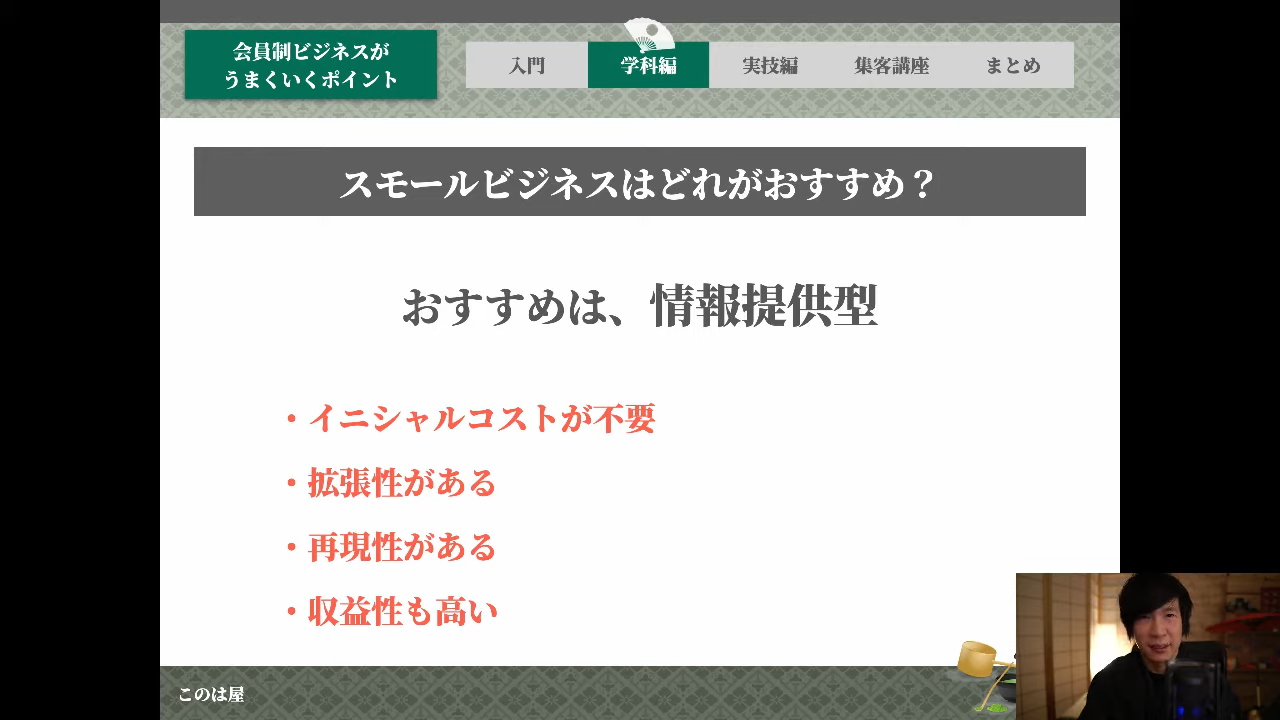 会員制ビジネスが
うまくいくポイント
入門
学科編
実技編
集客講座
まとめ
スモールビジネスはどれがおすすめ？
おすすめは、情報提供型
・イニシャルコストが不要
・拡張性がある
・再現性がある
・収益性も高い
このは屋